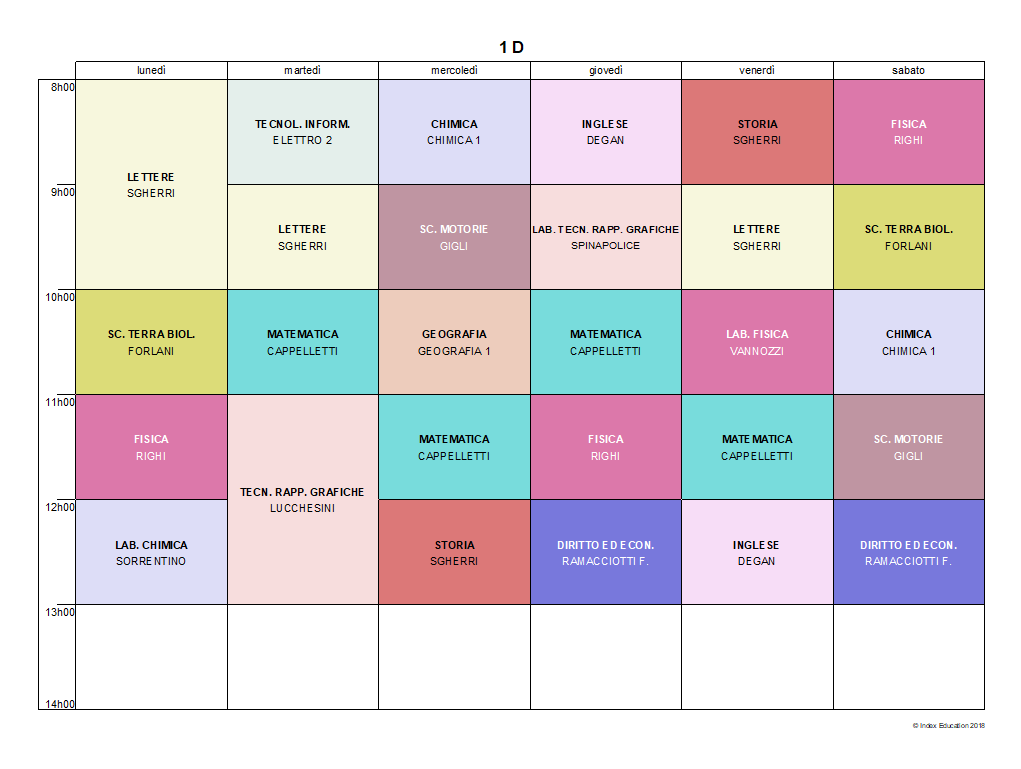 1 D
lunedì martedì mercoledì giovedì venerdì sabato
8h00
TECNOL. INFORM. CHIMICA INGLESE STORIA FISICA
ELETTRO 2 CHIMICA 1 DEGAN SGHERRI RIGHI
LETTERE
SGHERRI
9h00
LETTERE SC. MOTORIE LAB. TECN. RAPP. GRAFICHE LETTERE SC. TERRA BIOL.
SGHERRI GIGLI SPINAPOLICE SGHERRI FORLANI
10h00
SC. TERRA BIOL. MATEMATICA GEOGRAFIA MATEMATICA LAB. FISICA CHIMICA
FORLANI CAPPELLETTI GEOGRAFIA 1 CAPPELLETTI VANNOZZI CHIMICA 1
11h00
FISICA MATEMATICA FISICA MATEMATICA SC. MOTORIE
RIGHI CAPPELLETTI RIGHI CAPPELLETTI GIGLI
TECN. RAPP. GRAFICHE
LUCCHESINI
12h00
LAB. CHIMICA STORIA DIRITTO ED ECON. INGLESE DIRITTO ED ECON.
SORRENTINO SGHERRI RAMACCIOTTI F. DEGAN RAMACCIOTTI F.
13h00
14h00
© Index Education 2018